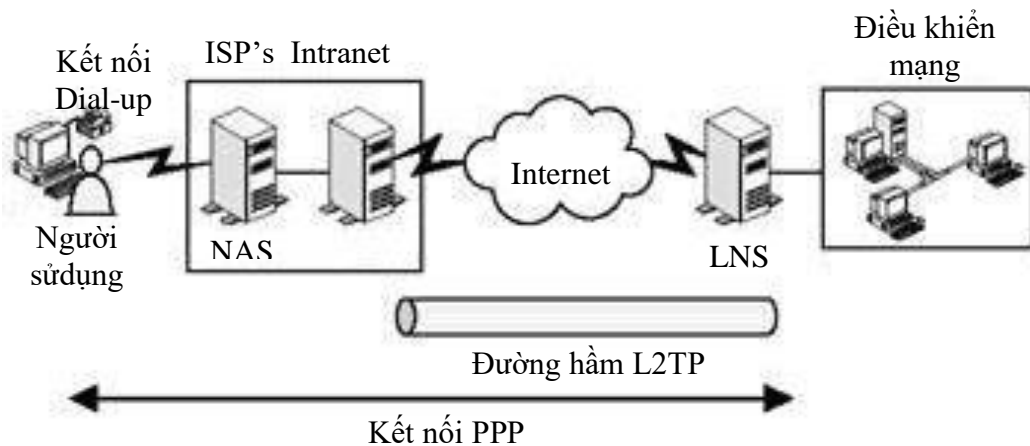 Kết nối
Dial-up
ISP's Intranet
Điều khiển
mạng
Internet
Người
sửdụng
NAS
LNS
Đường hầm L2TP
Kết nối PPP